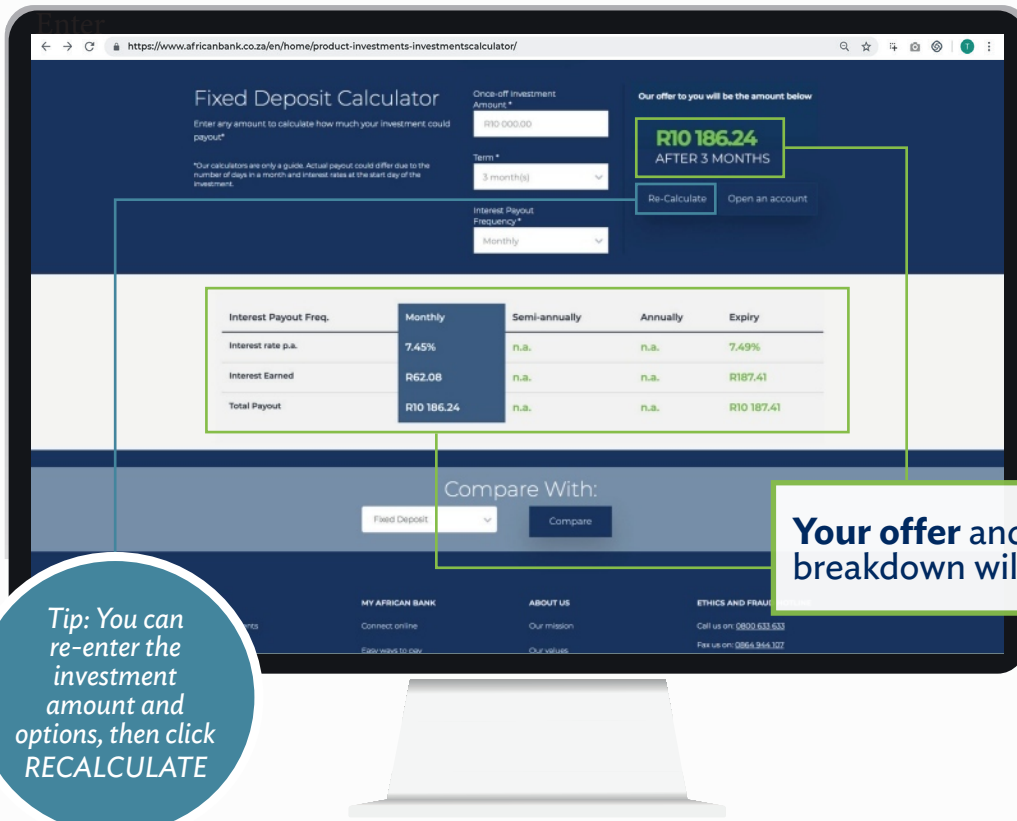 Enter
https://www.africanbank.co.za/en/home/product-investments-investmentscalculator/
T
Fixed Deposit Calculator
Enter any amount to calculate how much your investment could
payout*
*Our calculators are only a guide. Actual payout could differ due to the
number of days in a month and interest rates at the start day of the
investment.
Once-off Investment
Amount *
R10 000.00
Term *
3 month(s)
Interest Payout
Frequency *
Monthly
Our offer to you will be the amount below
R10 186.24
AFTER 3 MONTHS
Re-Calculate Open an account
Interest Payout Freq. Monthly Semi-annually Annually Expiry
Interest rate p.a. 7.45% n.a. n.a. 7.49%
Interest Earned R62.08 n.a. n.a. R187.41
Total Payout R10 186.24 n.a. n.a. R10 187.41
Compare With:
Fixed Deposit Compare
Your offer and
breakdown wil
MY AFRICAN BANK ABOUT US ETHICS AND FRAUD
Connect online Our mission Call us on: 0800 633 633
Easy ways to pay Our values Fax us on: 0864 944 107
Tip: You can
re-enter the
investment
amount and
options, then click
RECALCULATE